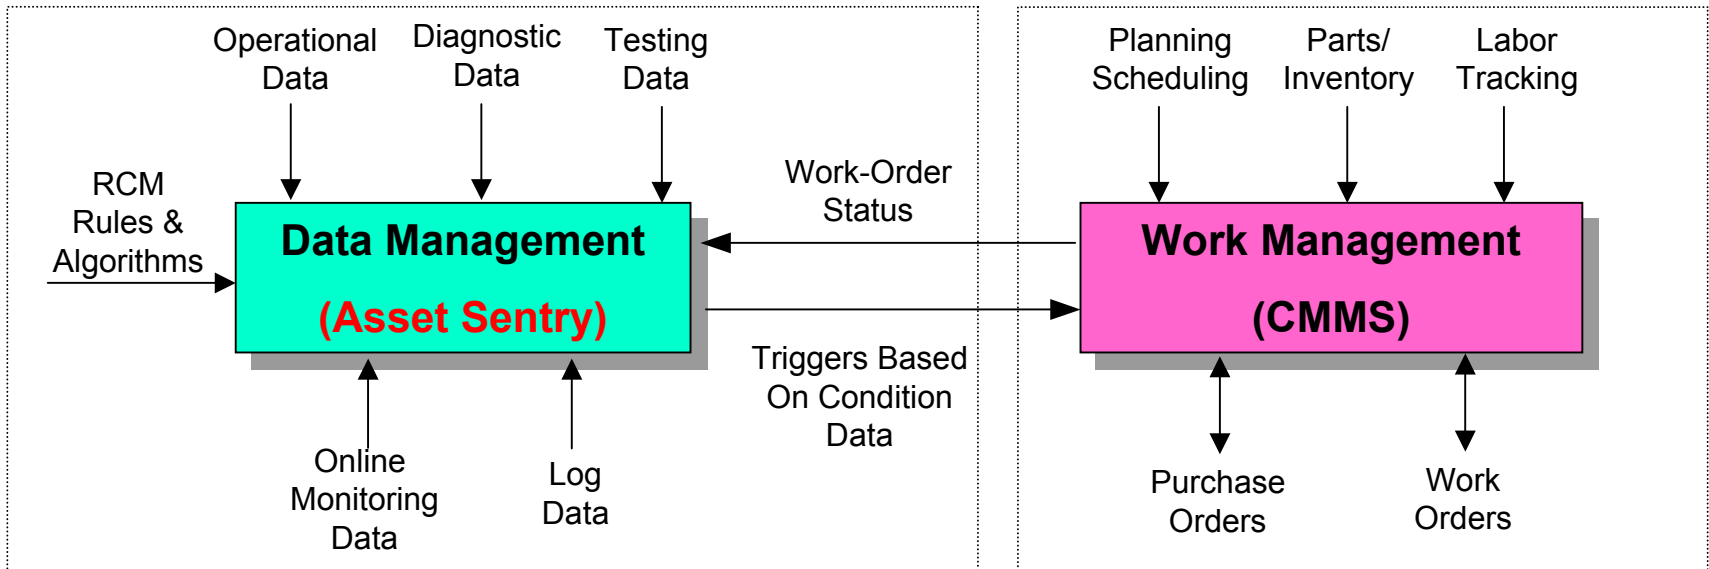 Operational
Data
Diagnostic
Data
Testing
Data
RCM
Rules &
Algorithms
Data Management
(Asset Sentry)
Online
Monitoring
Data
Log
Data
Work-Order
Status
Triggers Based
On Condition
Data
Planning
Scheduling
Parts/
Inventory
Labor
Tracking
Work Management
(CMMS)
Purchase
Orders
Work
Orders